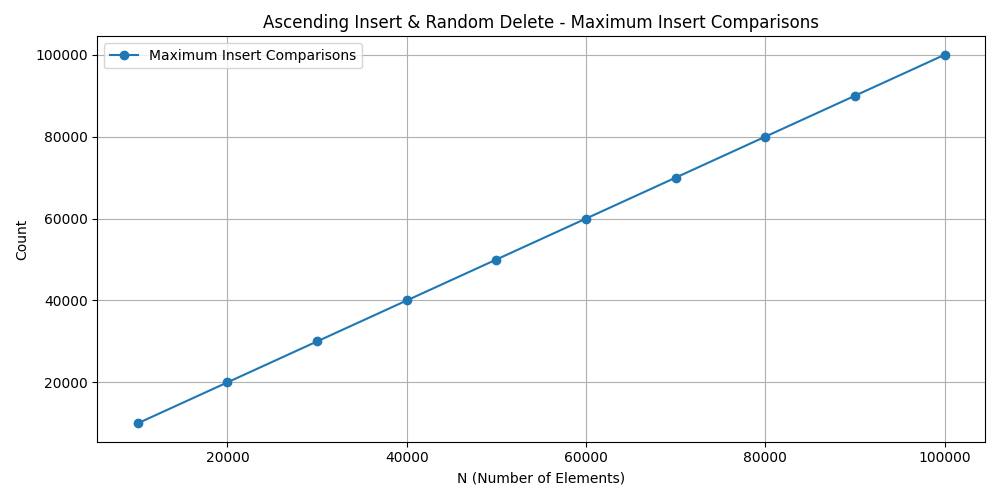 Ascending Insert & Random Delete - Maximum Insert Comparisons
Maximum Insert Comparisons
100000
80000
60000
40000
20000
Count
20000
40000
60000
80000
100000
N (Number of Elements)